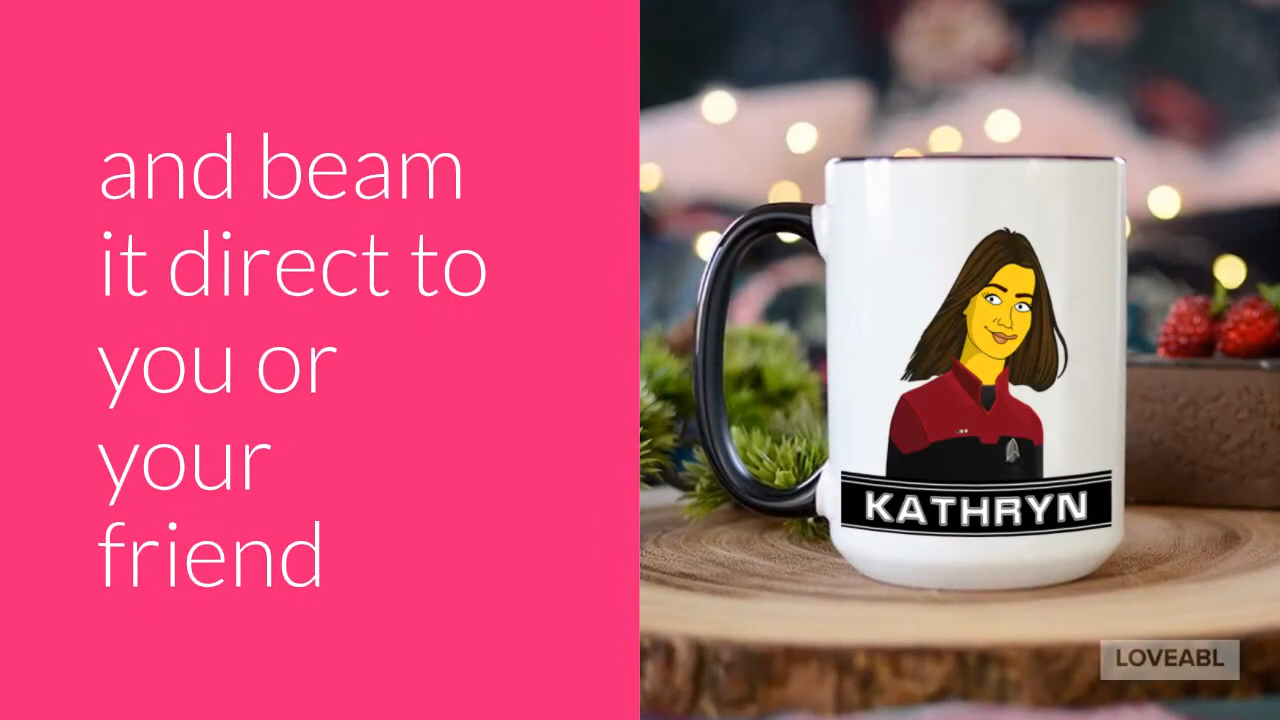 and beam
it direct to
you or
your
friend
KATHRYN
LOVEABL